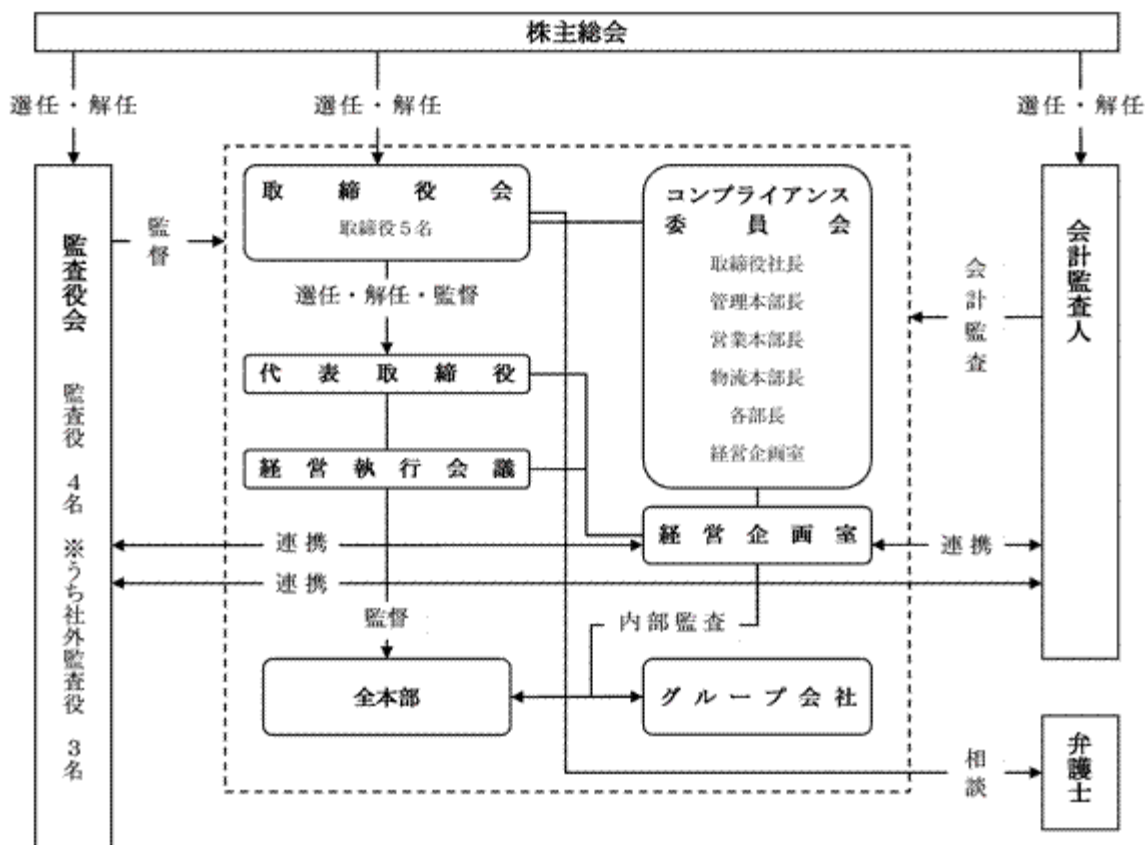 株主総会
選任・解任
選任・解任
選任・解任
監査役会 監査役 4名 ※うち社外監査役 3名
監督
取締役会
取締役5名
選任・解任・監督
代表取締役
経営執行会議
コンプライアンス
委員会
取締役社長
管理本部長
営業本部長
物流本部長
各部長
経営企画室
経営企画室
会計監査
会計監査人
連携
連携
連携
監督
内部監査
全本部
グループ会社
相談
弁護士